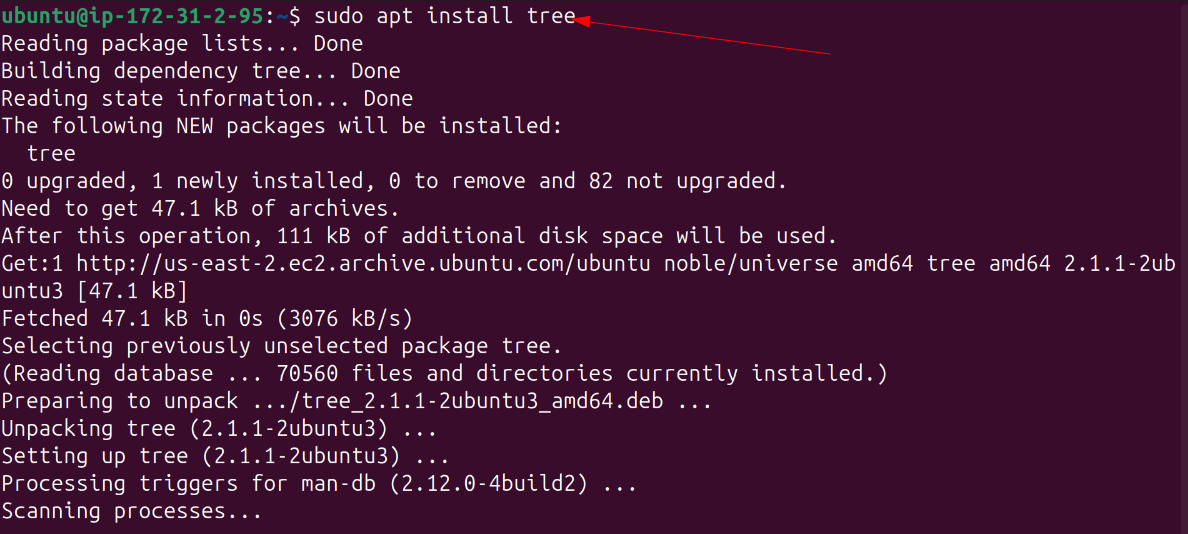 ubuntu@ip-172-31-2-95:~$ sudo apt install tree
Reading package lists... Done
Building dependency tree... Done
Reading state information... Done
The following NEW packages will be installed:
  tree
0 upgraded, 1 newly installed, 0 to remove and 82 not upgraded.
Need to get 47.1 kB of archives.
After this operation, 111 kB of additional disk space will be used.
Get:1 http://us-east-2.ec2.archive.ubuntu.com/ubuntu noble/universe amd64 tree amd64 2.1.1-2ub
untu3 [47.1 kB]
Fetched 47.1 kB in 0s (3076 kB/s)
Selecting previously unselected package tree.
(Reading database ... 70560 files and directories currently installed.)
Preparing to unpack .../tree_2.1.1-2ubuntu3_amd64.deb ...
Unpacking tree (2.1.1-2ubuntu3) ...
Setting up tree (2.1.1-2ubuntu3) ...
Processing triggers for man-db (2.12.0-4build2) ...
Scanning processes...